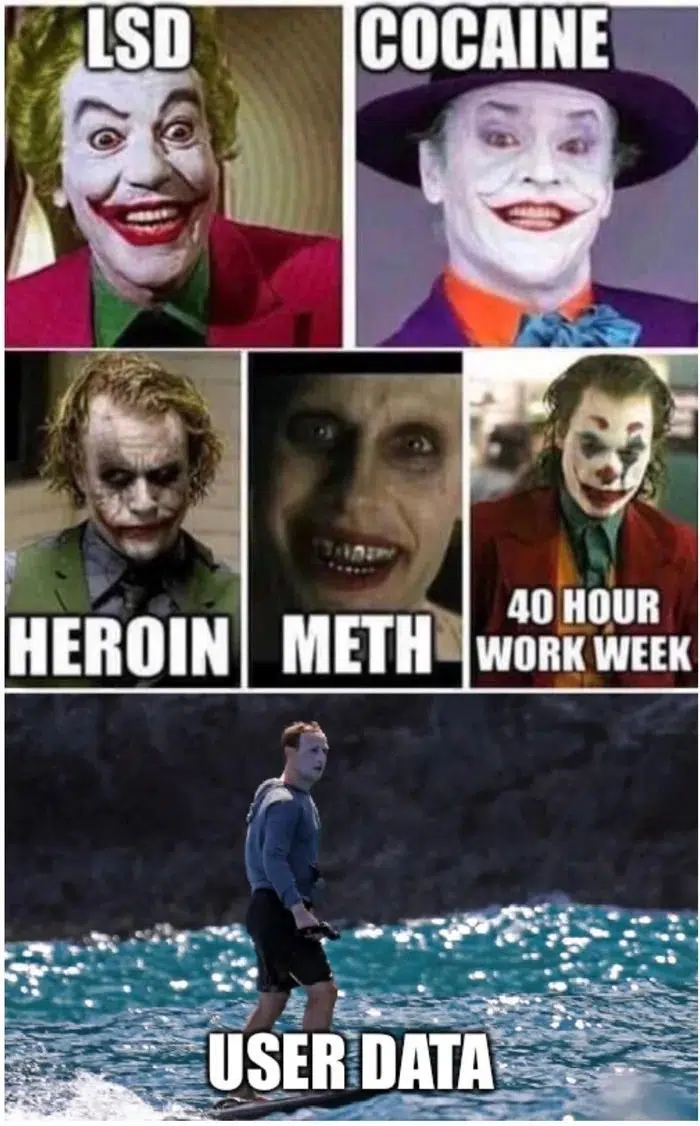 LSD
COCAINE
HEROIN
METH
40 HOUR
WORK WEEK
USER DATA